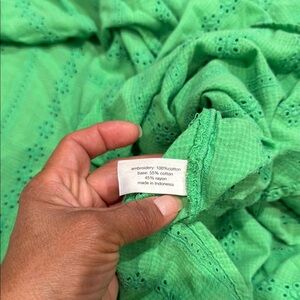 embroidery: 100%cotton
base: 55% cotton
45% rayon
made in Indonesia